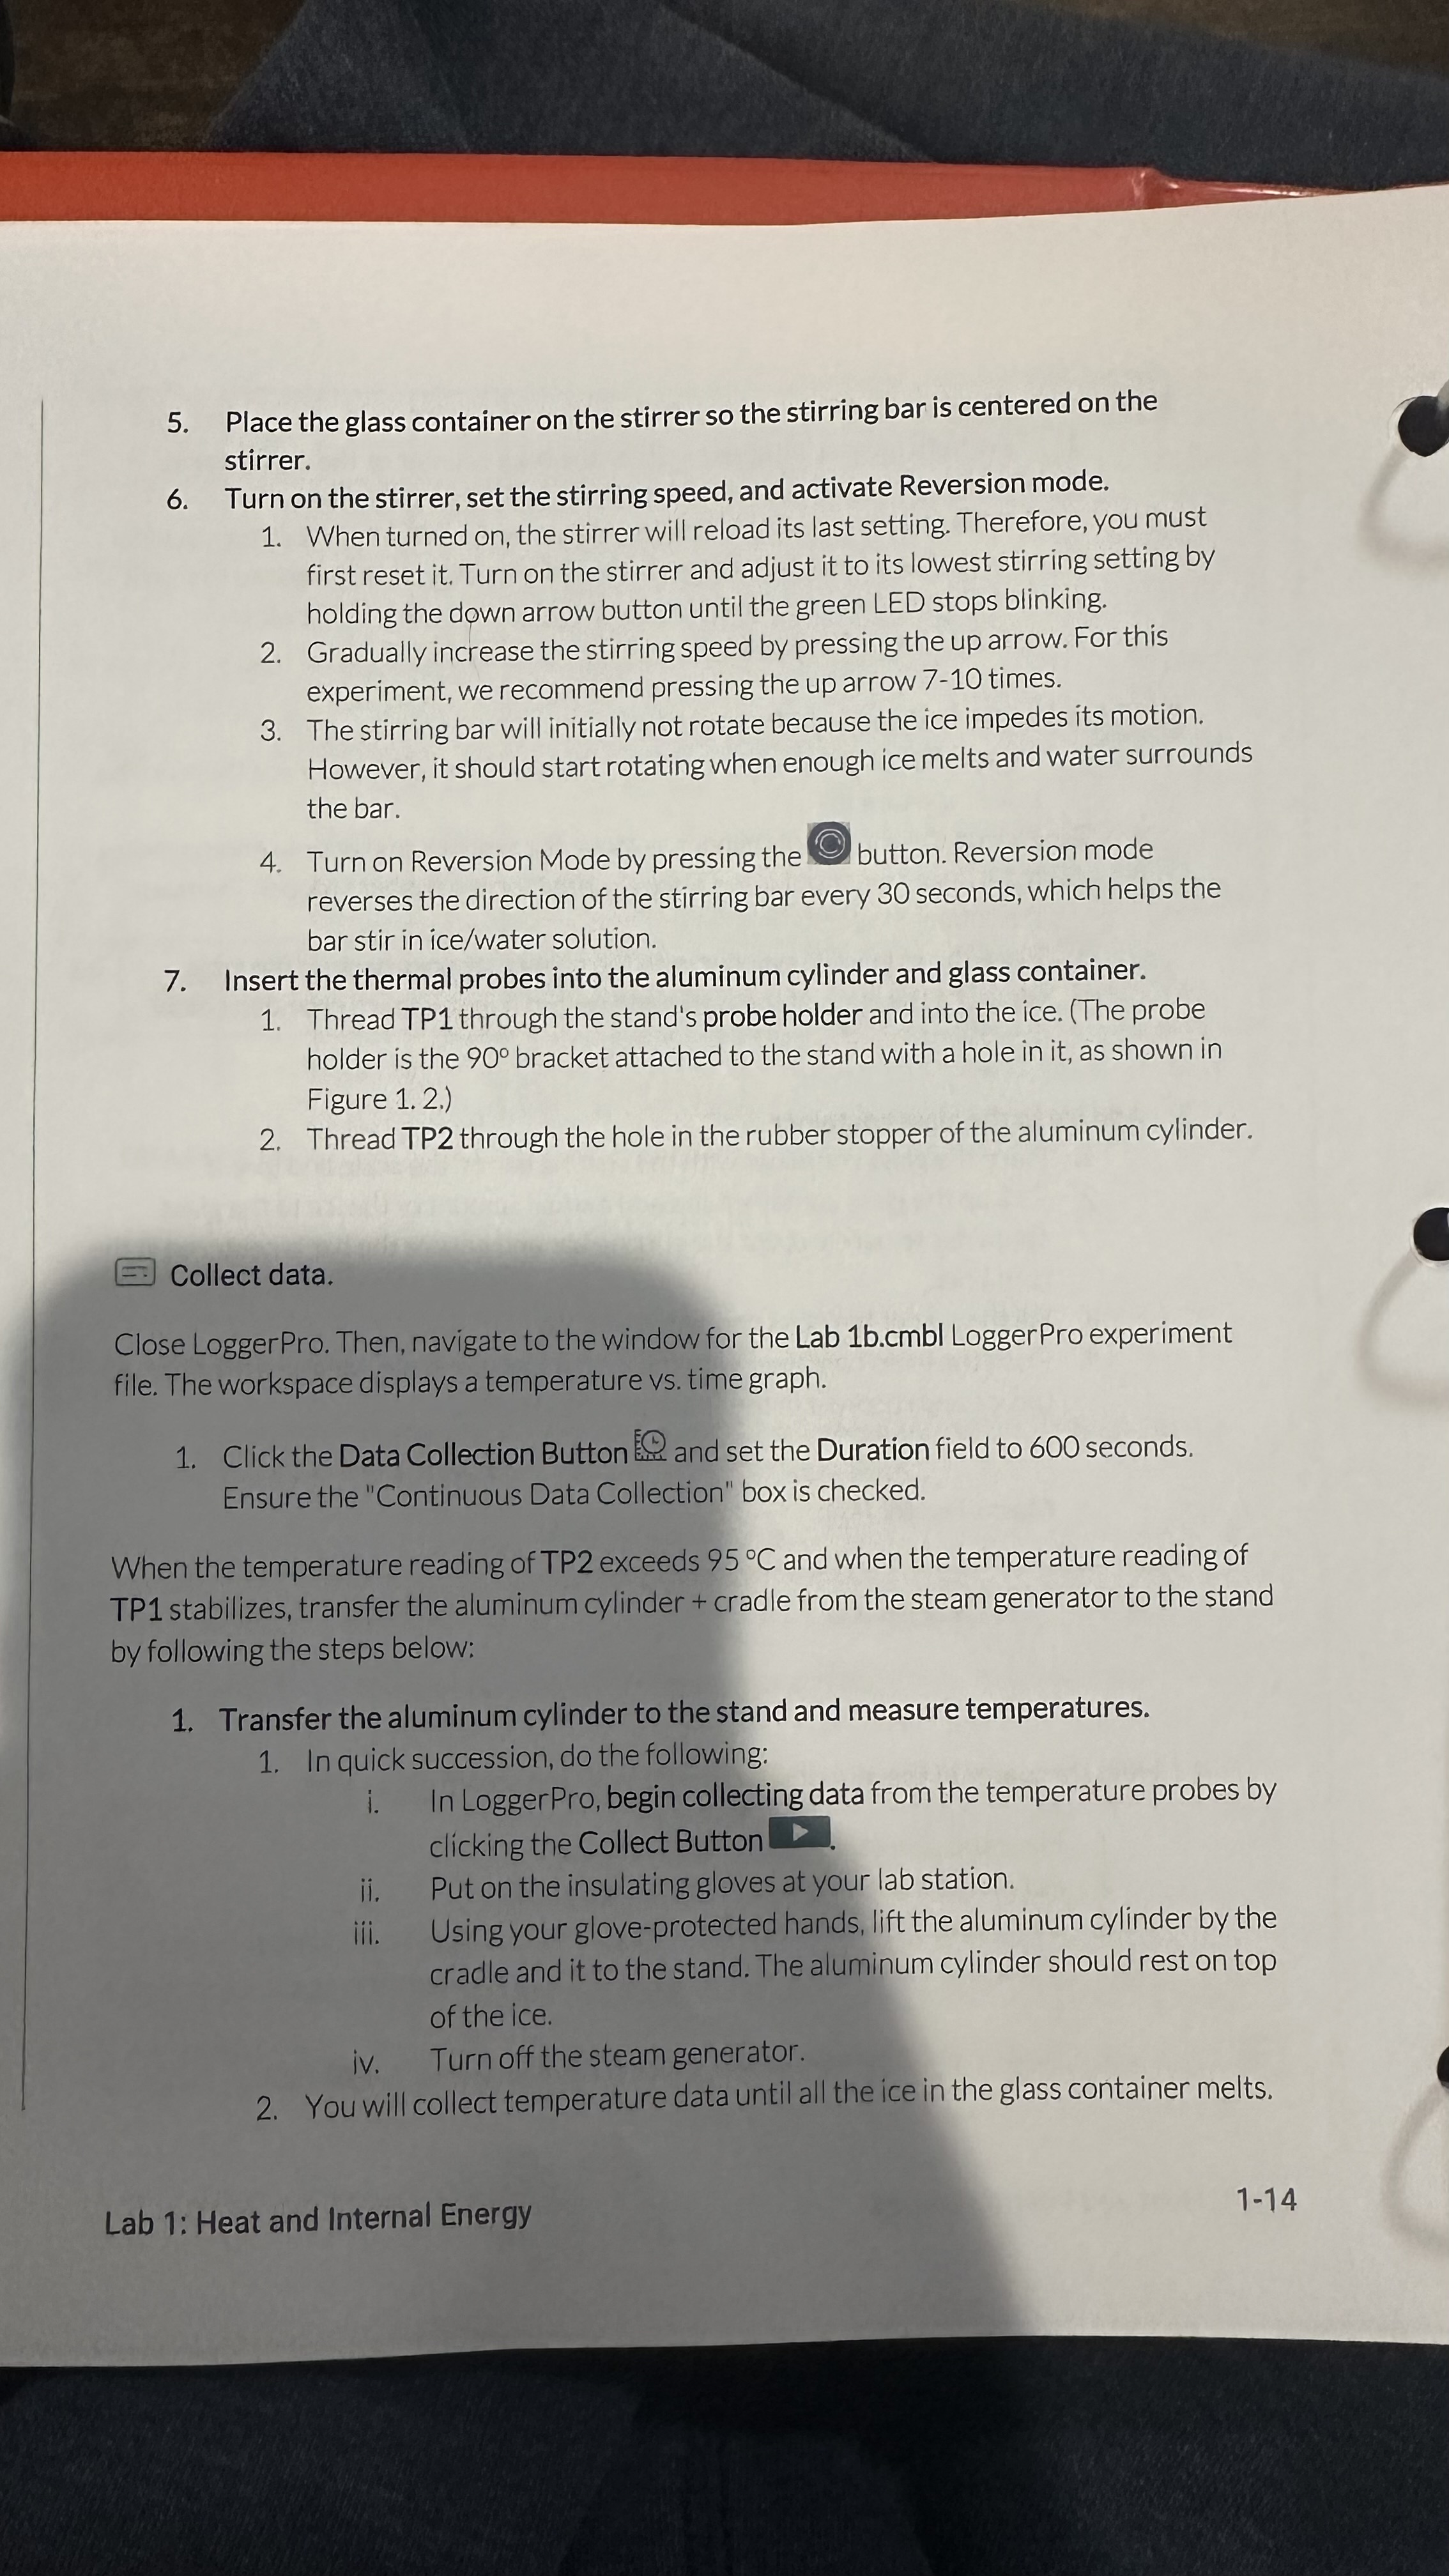 5. Place the glass container on the stirrer so the stirring bar is centered on the
stirrer.
6. Turn on the stirrer, set the stirring speed, and activate Reversion mode.
1. When turned on, the stirrer will reload its last setting. Therefore, you must
first reset it. Turn on the stirrer and adjust it to its lowest stirring setting by
holding the down arrow button until the green LED stops blinking.
2. Gradually increase the stirring speed by pressing the up arrow. For this
experiment, we recommend pressing the up arrow 7-10 times.
3. The stirring bar will initially not rotate because the ice impedes its motion.
However, it should start rotating when enough ice melts and water surrounds
the bar.
4. Turn on Reversion Mode by pressing the button. Reversion mode
reverses the direction of the stirring bar every 30 seconds, which helps the
bar stir in ice/water solution.
7. Insert the thermal probes into the aluminum cylinder and glass container.
1. Thread TP1 through the stand's probe holder and into the ice. (The probe
holder is the 90° bracket attached to the stand with a hole in it, as shown in
Figure 1. 2.)
2. Thread TP2 through the hole in the rubber stopper of the aluminum cylinder.
Collect data.
Close LoggerPro. Then, navigate to the window for the Lab 1b.cmbl LoggerPro experiment
file. The workspace displays a temperature vs. time graph.
1. Click the Data Collection Button and set the Duration field to 600 seconds.
Ensure the "Continuous Data Collection" box is checked.
When the temperature reading of TP2 exceeds 95 °C and when the temperature reading of
TP1 stabilizes, transfer the aluminum cylinder + cradle from the steam generator to the stand
by following the steps below:
1. Transfer the aluminum cylinder to the stand and measure temperatures.
1. In quick succession, do the following:
i. In LoggerPro, begin collecting data from the temperature probes by
clicking the Collect Button .
ii. Put on the insulating gloves at your lab station.
iii. Using your glove-protected hands, lift the aluminum cylinder by the
cradle and it to the stand. The aluminum cylinder should rest on top
of the ice.
iv. Turn off the steam generator.
2. You will collect temperature data until all the ice in the glass container melts.
Lab 1: Heat and Internal Energy
1-14